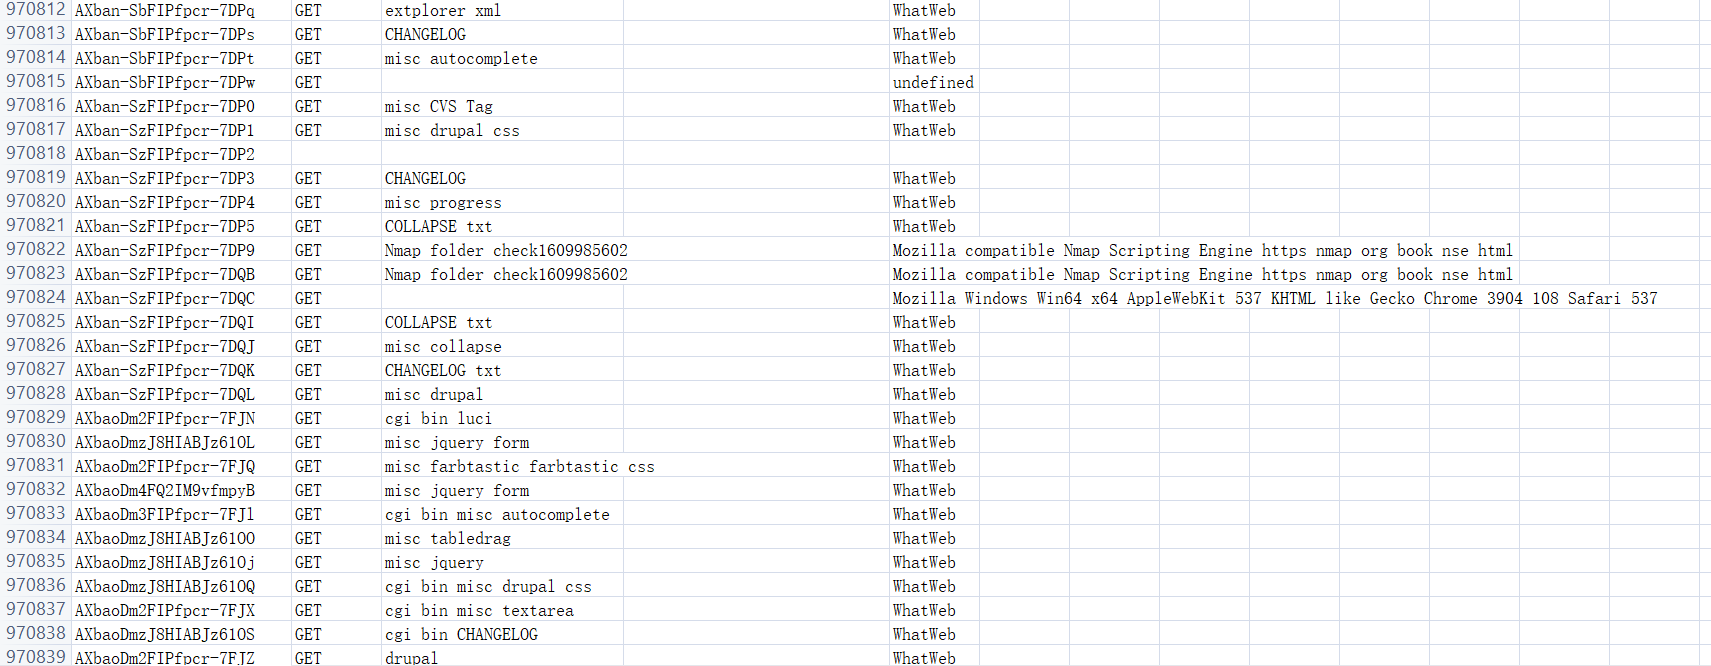 970812 AXban-SbFIPfpcr-7DPq GET extplorer xml WhatWeb
970813 AXban-SbFIPfpcr-7DPs GET CHANGELOG WhatWeb
970814 AXban-SbFIPfpcr-7DPt GET misc autocomplete WhatWeb
970815 AXban-SbFIPfpcr-7DPw GET undefined
970816 AXban-SzFIPfpcr-7DP0 GET misc CVS Tag WhatWeb
970817 AXban-SzFIPfpcr-7DP1 GET misc drupal css WhatWeb
970818 AXban-SzFIPfpcr-7DP2
970819 AXban-SzFIPfpcr-7DP3 GET CHANGELOG WhatWeb
970820 AXban-SzFIPfpcr-7DP4 GET misc progress WhatWeb
970821 AXban-SzFIPfpcr-7DP5 GET COLLAPSE txt WhatWeb
970822 AXban-SzFIPfpcr-7DP9 GET Nmap folder check1609985602 Mozilla compatible Nmap Scripting Engine https nmap org book nse html
970823 AXban-SzFIPfpcr-7DQB GET Nmap folder check1609985602 Mozilla compatible Nmap Scripting Engine https nmap org book nse html
970824 AXban-SzFIPfpcr-7DQC GET Mozilla Windows Win64 x64 AppleWebKit 537 KHTML like Gecko Chrome 3904 108 Safari 537
970825 AXban-SzFIPfpcr-7DQI GET COLLAPSE txt WhatWeb
970826 AXban-SzFIPfpcr-7DQJ GET misc collapse WhatWeb
970827 AXban-SzFIPfpcr-7DQK GET CHANGELOG txt WhatWeb
970828 AXban-SzFIPfpcr-7DQL GET misc drupal WhatWeb
970829 AXbaoDm2FIPfpcr-7FJN GET cgi bin luci WhatWeb
970830 AXbaoDmzJ8HIABJz61OL GET misc jquery form WhatWeb
970831 AXbaoDm2FIPfpcr-7FJQ GET misc farbtastic farbtastic css WhatWeb
970832 AXbaoDm4FQ2IM9vfmpyB GET misc jquery form WhatWeb
970833 AXbaoDm3FIPfpcr-7FJl GET cgi bin misc autocomplete WhatWeb
970834 AXbaoDmzJ8HIABJz61OO GET misc tabledrag WhatWeb
970835 AXbaoDmzJ8HIABJz61Oj GET misc jquery WhatWeb
970836 AXbaoDmzJ8HIABJz61OQ GET cgi bin misc drupal css WhatWeb
970837 AXbaoDm2FIPfpcr-7FJX GET cgi bin misc textarea WhatWeb
970838 AXbaoDmzJ8HIABJz61OS GET cgi bin CHANGELOG WhatWeb
970839 AXbaoDm2FIPfpcr-7FJZ GET drupal WhatWeb